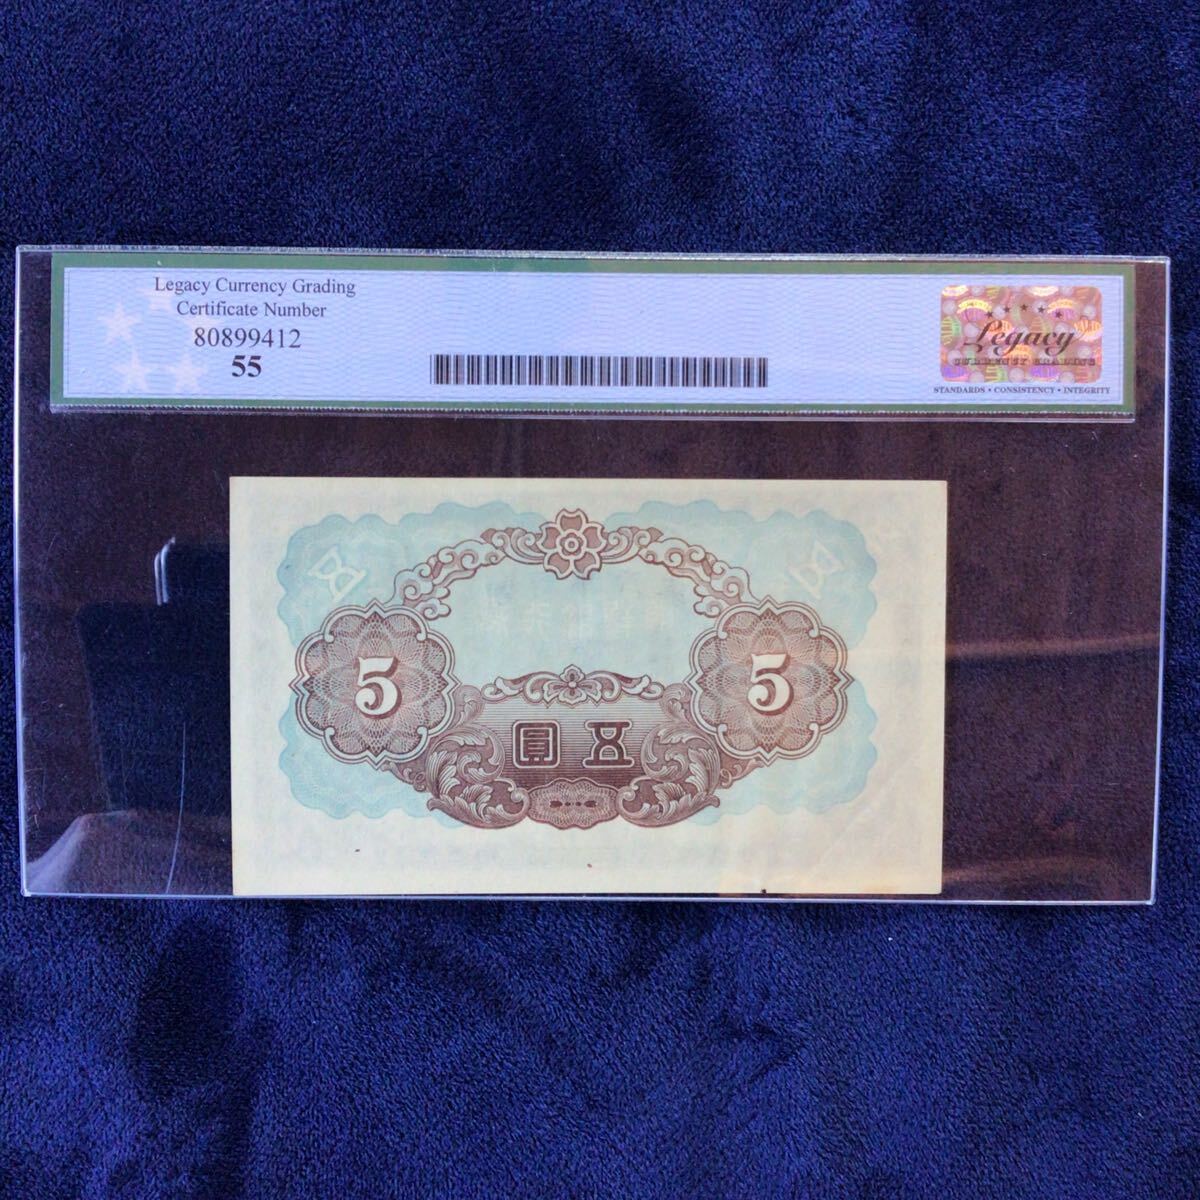 Legacy Currency Grading
Certificate Number
80899412
55
Legacy
CURRENCY GRADING
STANDARDS • CONSISTENCY • INTEGRITY
5
5
圓五